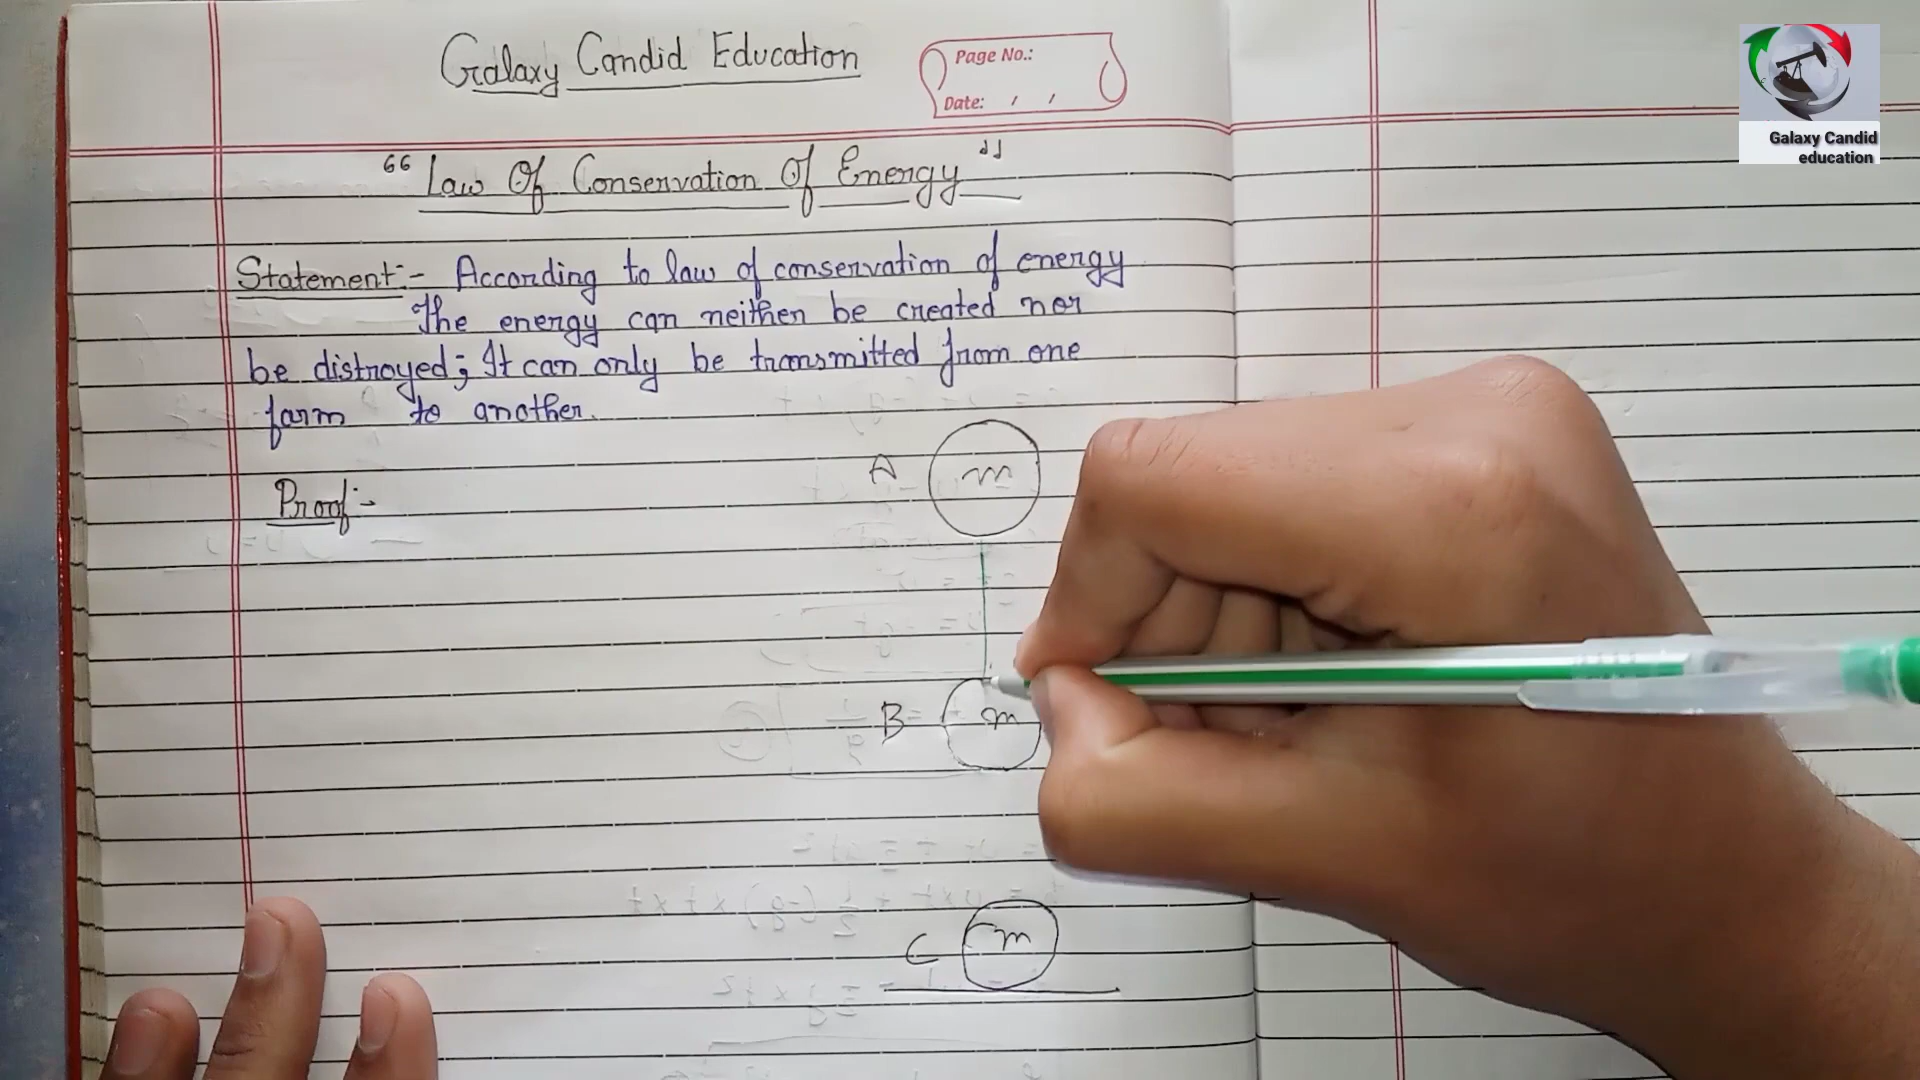 Galaxy Candid Education
Page No.:
Date: / /
Galaxy Candid
education
"Law Of Conservation Of Energy"
Statement:- According to law of conservation of energy
The energy can neither be created nor
be distroyed; It can only be transmitted from one
farm to another.
A m
Proof:-
B m
C m